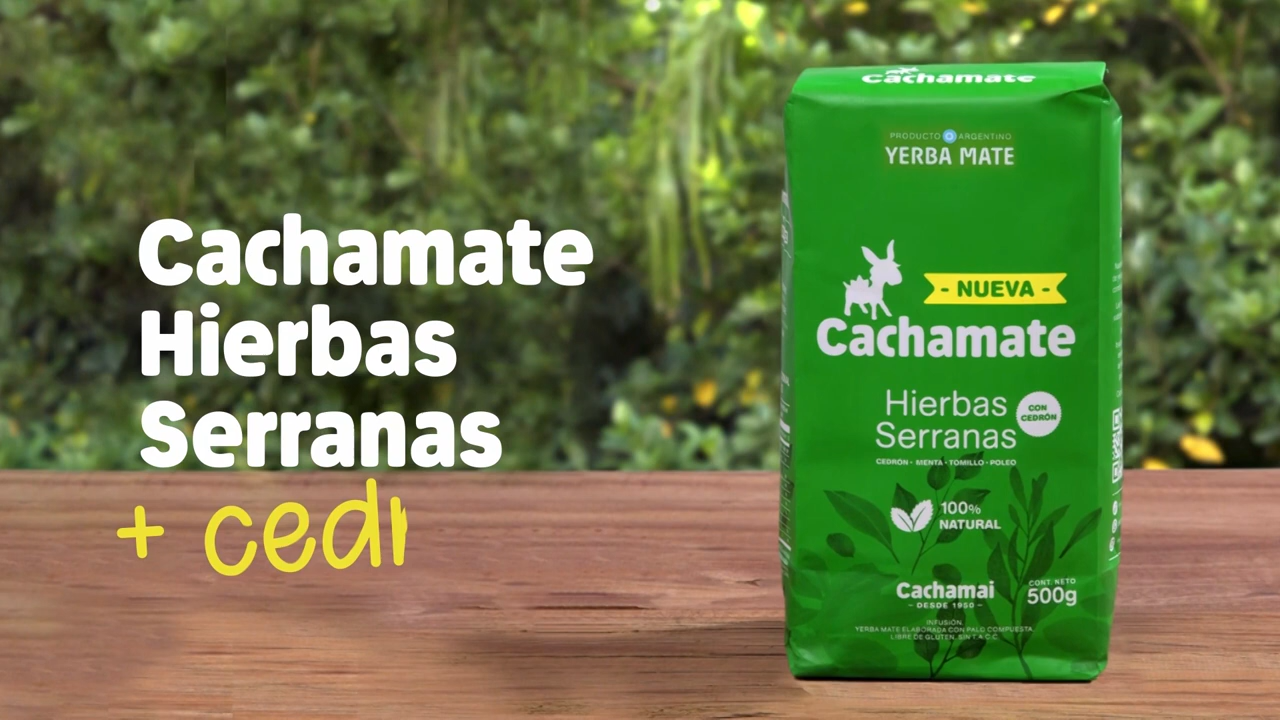 Cachamate
Hierbas
Serranas
+ cedr
Cachamate
PRODUCTO ARGENTINO
YERBA MATE
- NUEVA -
Cachamate
Hierbas
Serranas
CON
CEDRÓN
CEDRÓN - MENTA - TOMILLO - POLEO
100%
NATURAL
Cachamai
- DESDE 1950 -
CONT. NETO
500g
INFUSIÓN.
YERBA MATE ELABORADA CON PALO COMPUESTA.
LIBRE DE GLUTEN. SIN T.A.C.C.